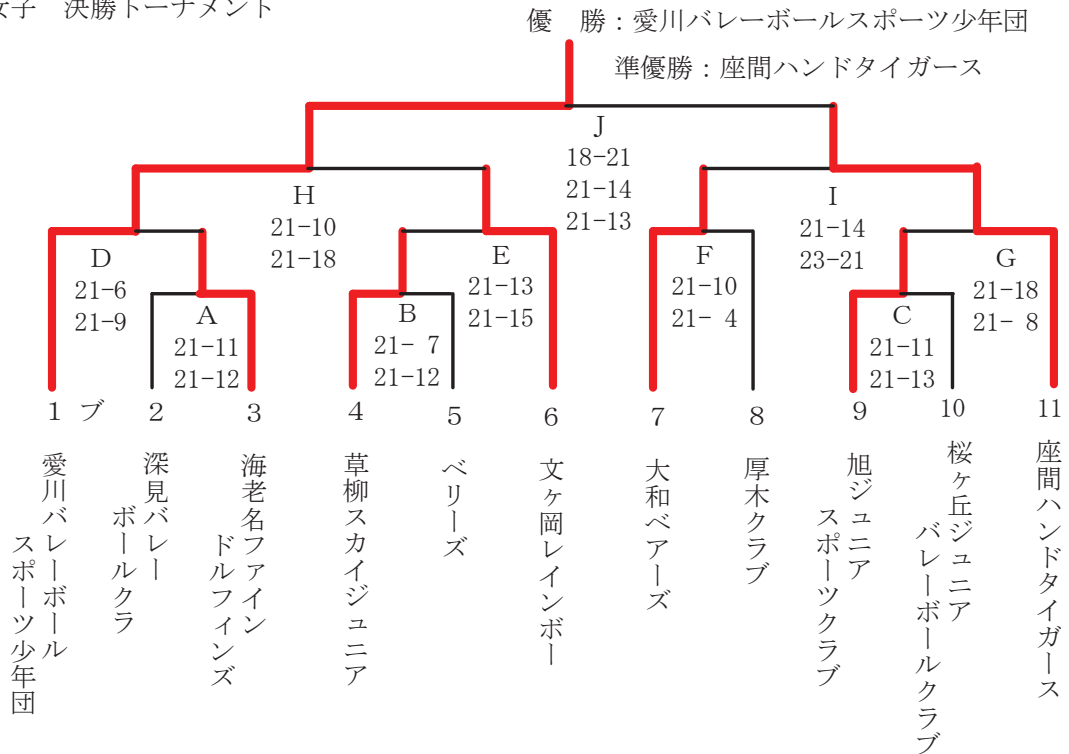 女子 決勝トーナメント
優 勝：愛川バレーボールスポーツ少年団
準優勝：座間ハンドタイガース
J
18-21
21-14
21-13
H
21-10
21-18
I
21-14
23-21
D
21-6
21-9
E
21-13
21-15
F
21-10
21- 4
G
21-18
21- 8
A
21-11
21-12
B
21- 7
21-12
C
21-11
21-13
1 ブ 2 3 4 5 6 7 8 9 10 11
愛川バレーボール
スポーツ少年団
深見バレー
ボールクラ
海老名ファイン
ドルフィンズ
草柳スカイジュニア
ベリーズ
文ヶ岡レインボー
大和ベアーズ
厚木クラブ
旭ジュニア
スポーツクラブ
桜ヶ丘ジュニア
バレーボールクラブ
座間ハンドタイガース